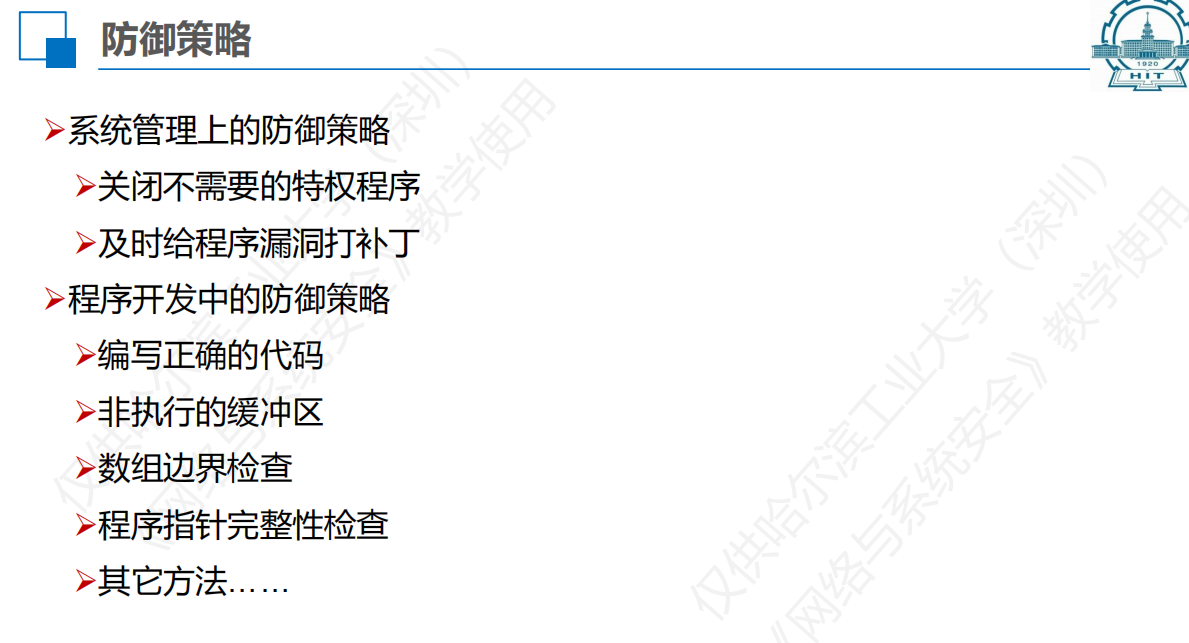 防御策略
1920
HIT
系统管理上的防御策略
关闭不需要的特权程序
及时给程序漏洞打补丁
程序开发中的防御策略
编写正确的代码
非执行的缓冲区
数组边界检查
程序指针完整性检查
其它方法……
仅供哈尔滨工业大学（深圳）
《网络与系统安全》教学使用
仅供哈尔滨工业大学（深圳）
《网络与系统安全》教学使用